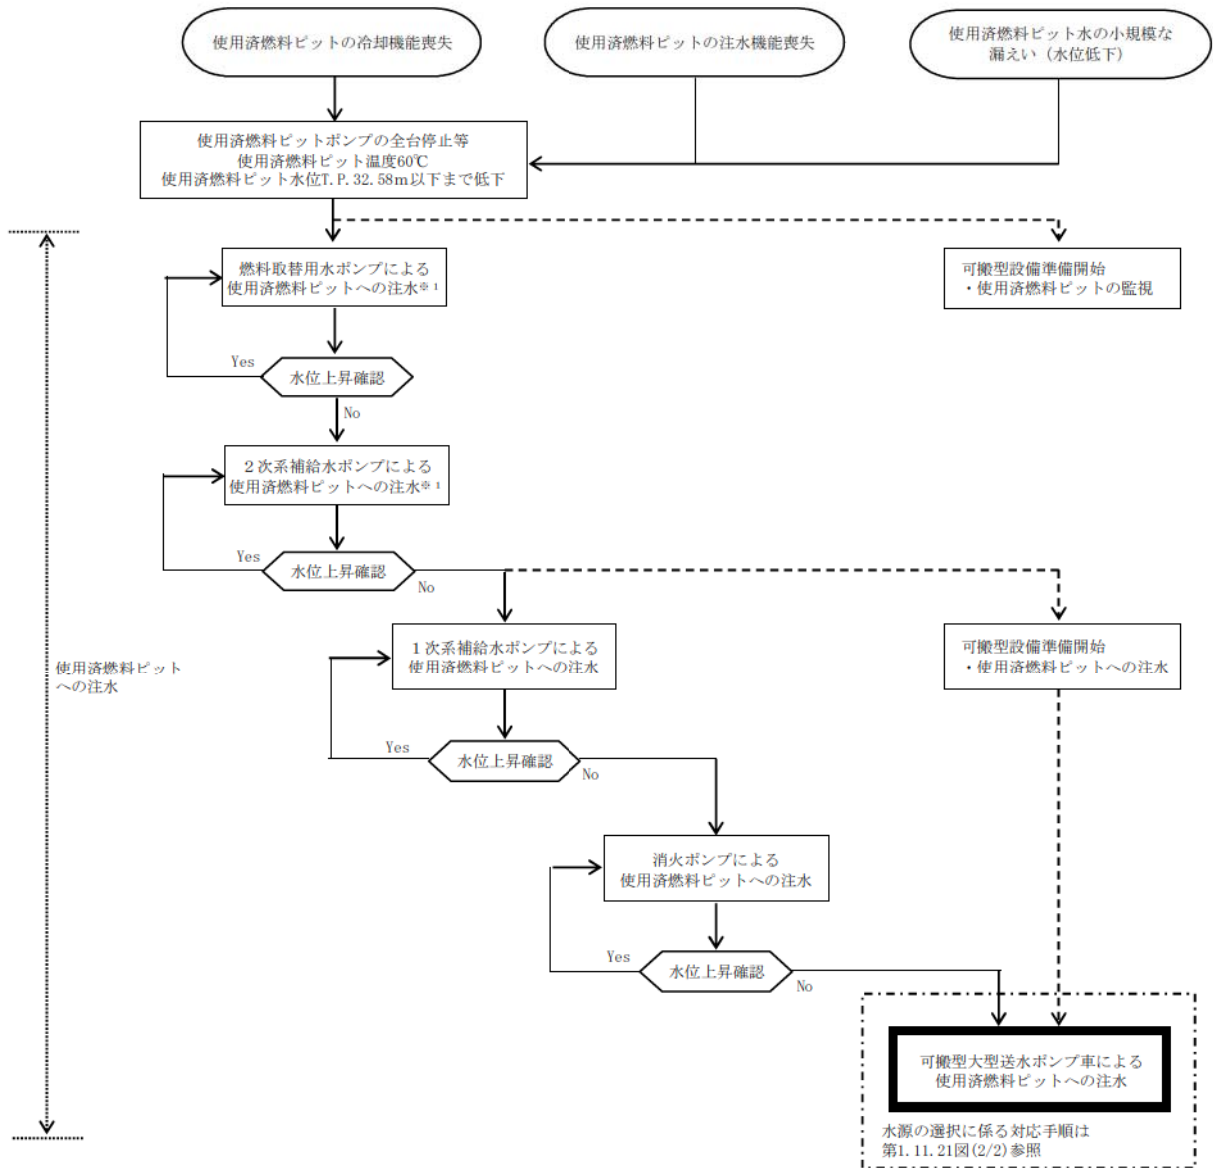 使用済燃料ピットの冷却機能喪失
使用済燃料ピットの注水機能喪失
使用済燃料ピット水の小規模な
漏えい（水位低下）
使用済燃料ピットポンプの全台停止等
使用済燃料ピット温度60℃
使用済燃料ピット水位T.P.32.58m以下まで低下
燃料取替用水ポンプによる
使用済燃料ピットへの注水※1
可搬型設備準備開始
・使用済燃料ピットの監視
Yes
水位上昇確認
No
２次系補給水ポンプによる
使用済燃料ピットへの注水※1
Yes
水位上昇確認
No
１次系補給水ポンプによる
使用済燃料ピットへの注水
可搬型設備準備開始
・使用済燃料ピットへの注水
使用済燃料ピット
への注水
Yes
水位上昇確認
No
消火ポンプによる
使用済燃料ピットへの注水
Yes
水位上昇確認
No
可搬型大型送水ポンプ車による
使用済燃料ピットへの注水
水源の選択に係る対応手順は
第1.11.21図(2/2)参照